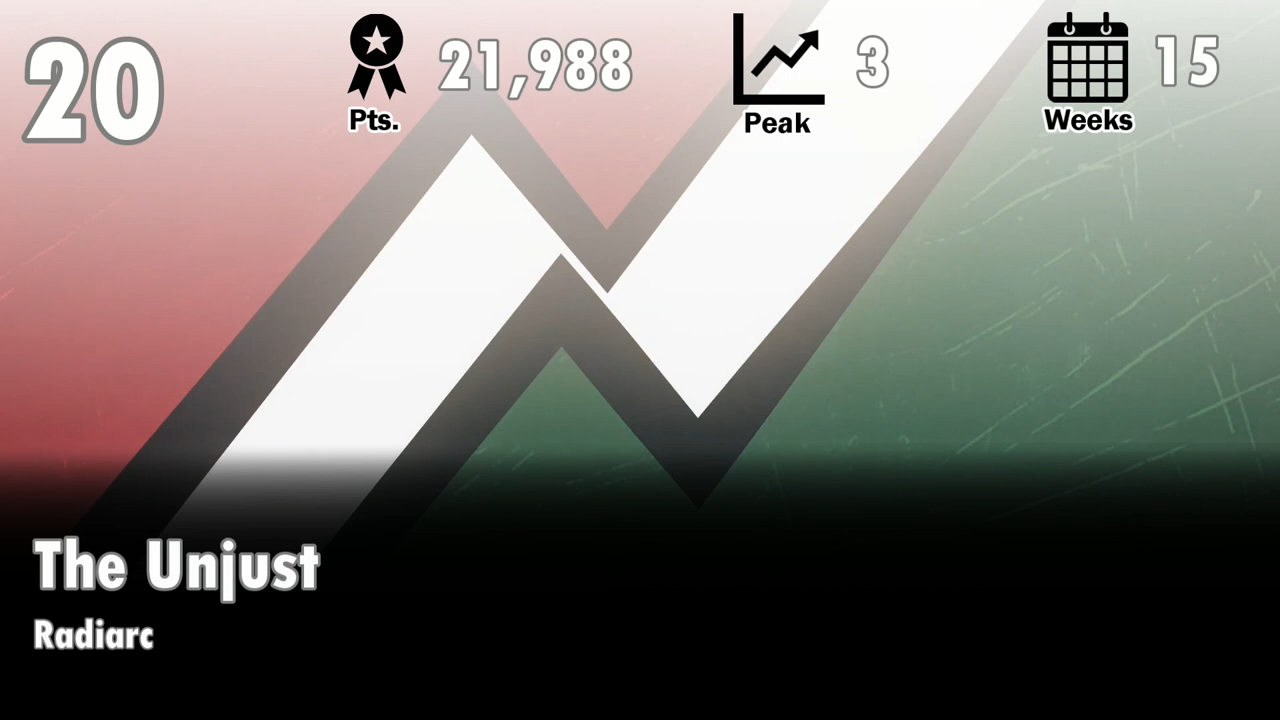 20
21,988
3
15
Pts.
Peak
Weeks
The Unjust
Radiarc